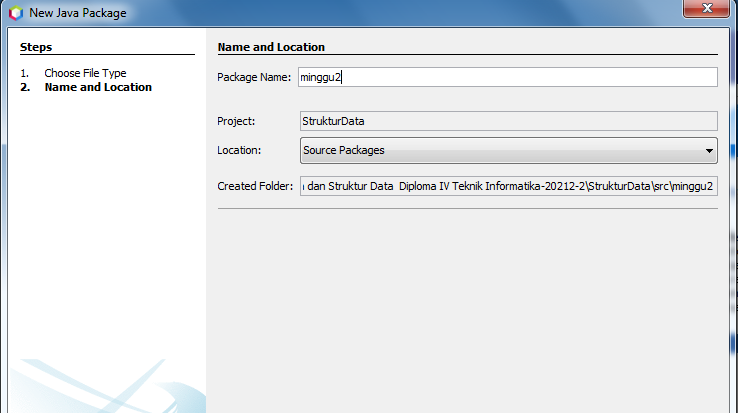 New Java Package
Steps
1. Choose File Type
2. Name and Location
Name and Location
Package Name: minggu2
Project: StrukturData
Location: Source Packages
Created Folder: dan Struktur Data Diploma IV Teknik Informatika-20212-2\StrukturData\src\minggu2